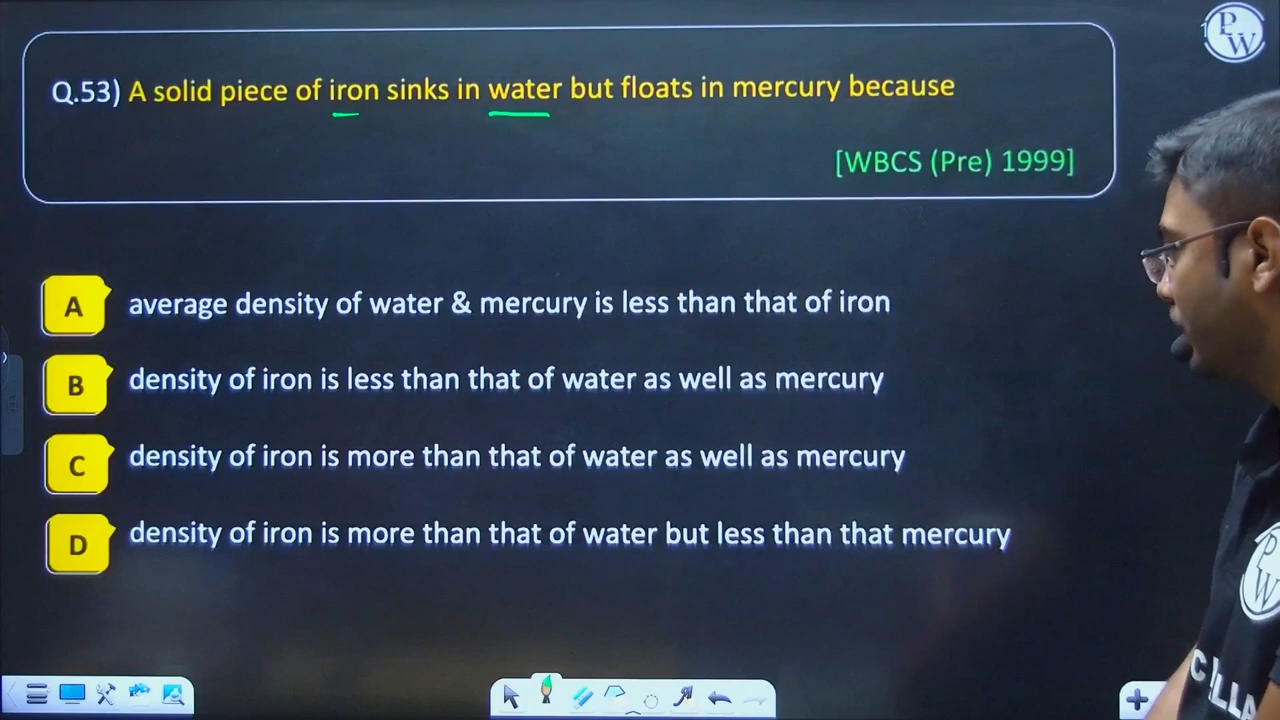 Q.53) A solid piece of iron sinks in water but floats in mercury because
[WBCS (Pre) 1999]
A average density of water & mercury is less than that of iron
B density of iron is less than that of water as well as mercury
C density of iron is more than that of water as well as mercury
D density of iron is more than that of water but less than that mercury
PW
PW